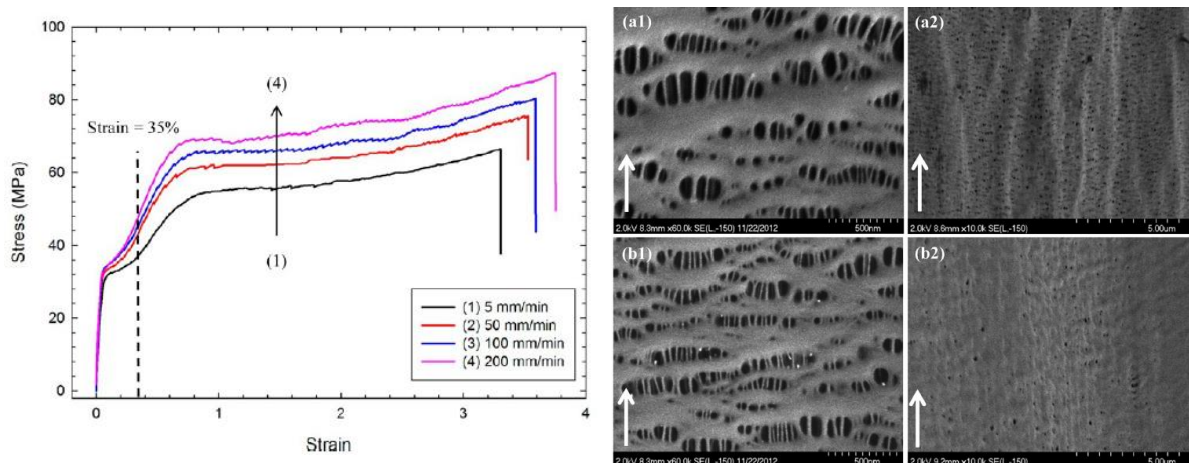 100
80
60
40
20
0
Stress (MPa)
0
1
2
3
4
Strain
Strain = 35%
(4)
(1)
(1) 5 mm/min
(2) 50 mm/min
(3) 100 mm/min
(4) 200 mm/min
(a1)
2.0kV 8.3mm x60.0k SE(L,-150) 11/22/2012
500nm
(a2)
2.0kV 8.6mm x10.0k SE(L,-150)
5.00um
(b1)
2.0kV 8.3mm x60.0k SE(L,-150) 11/22/2012
500nm
(b2)
2.0kV 9.2mm x10.0k SE(L,-150)
5.00um